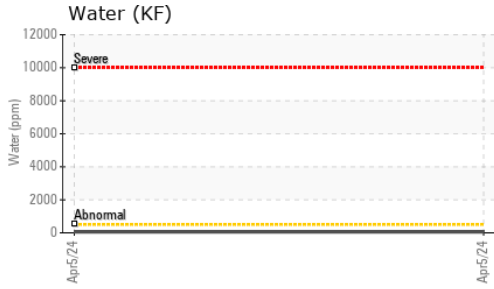 Water (KF)
12000
Severe
10000
8000
Water (ppm)
6000
4000
2000
Abnormal
0
Apr5/24
Apr5/24